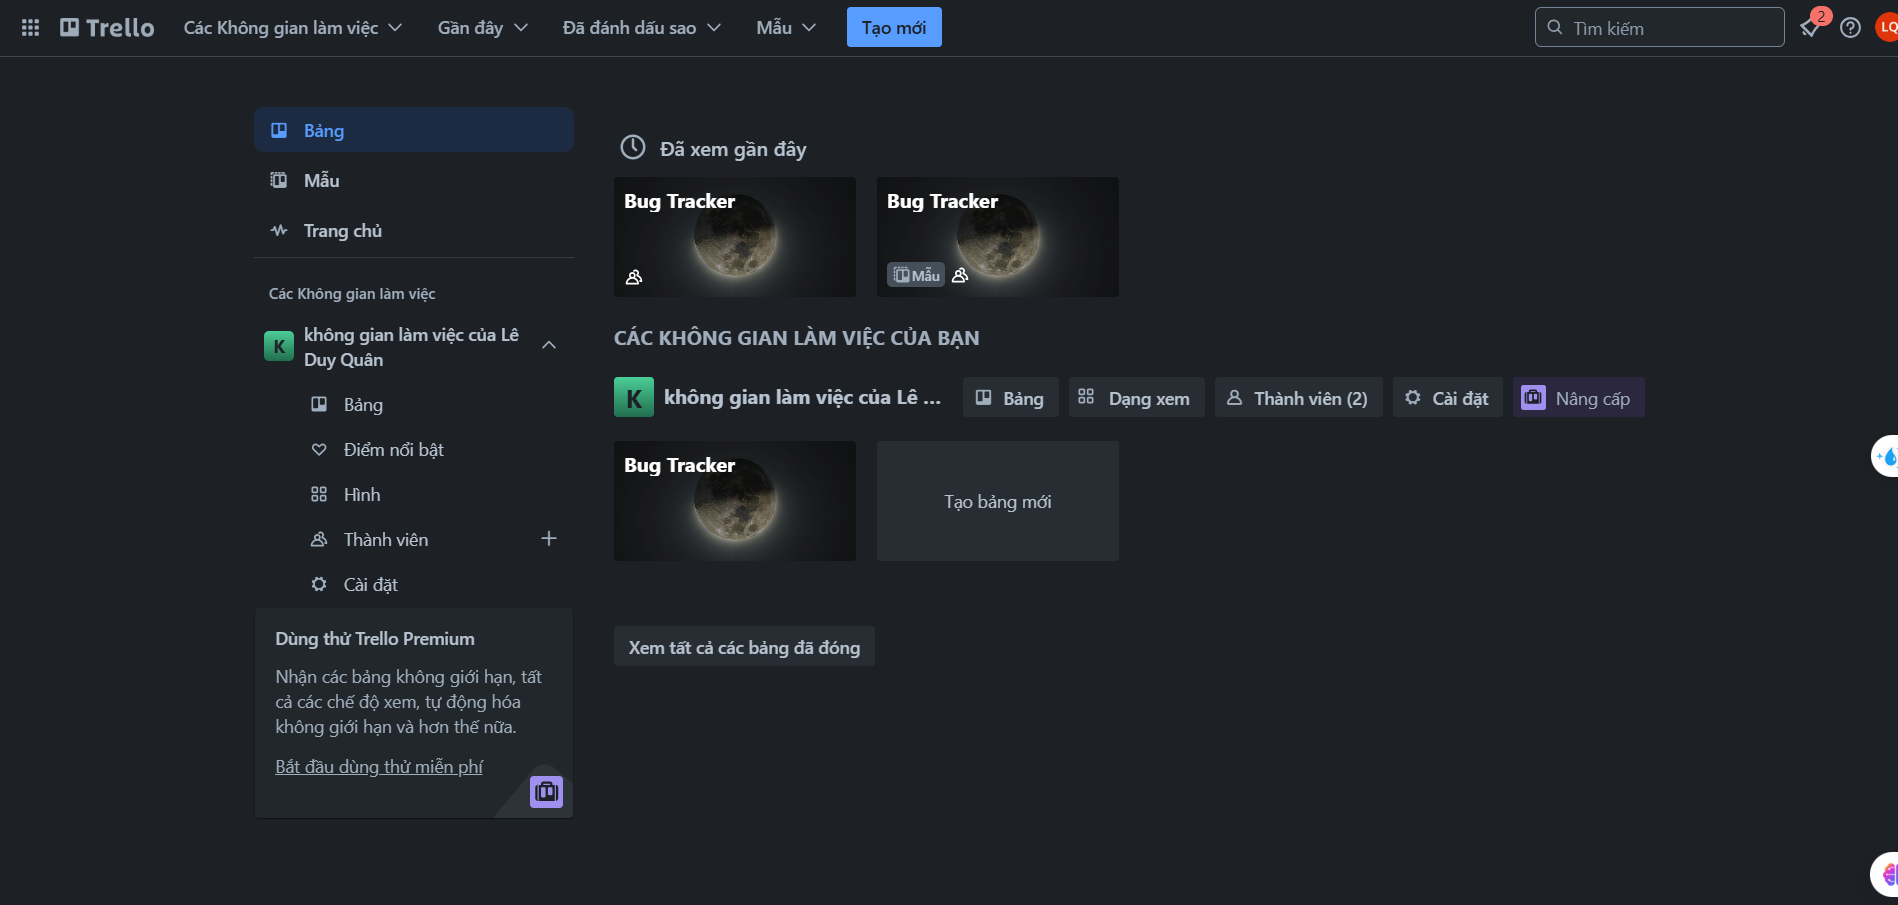 Trello
Các Không gian làm việc
Gần đây
Đã đánh dấu sao
Mẫu
Tạo mới
Tìm kiếm
2
LQ
Bảng
Mẫu
Trang chủ
Các Không gian làm việc
K
không gian làm việc của Lê
Duy Quân
Bảng
Điểm nổi bật
Hình
Thành viên
Cài đặt
Dùng thử Trello Premium
Nhận các bảng không giới hạn, tất
cả các chế độ xem, tự động hóa
không giới hạn và hơn thế nữa.
Bắt đầu dùng thử miễn phí
Đã xem gần đây
Bug Tracker
Bug Tracker
Mẫu
CÁC KHÔNG GIAN LÀM VIỆC CỦA BẠN
K
không gian làm việc của Lê ...
Bảng
Dạng xem
Thành viên (2)
Cài đặt
Nâng cấp
Bug Tracker
Tạo bảng mới
Xem tất cả các bảng đã đóng